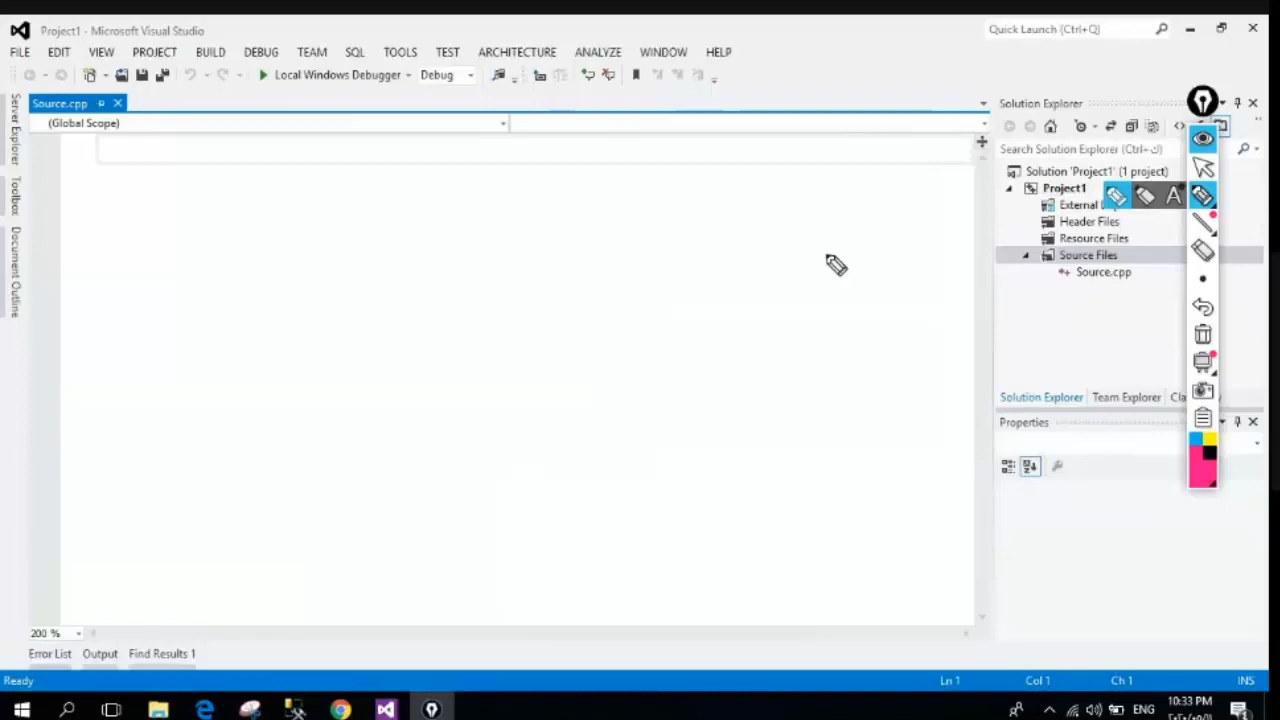 Project1 - Microsoft Visual Studio
Quick Launch (Ctrl+Q)
FILE EDIT VIEW PROJECT BUILD DEBUG TEAM SQL TOOLS TEST ARCHITECTURE ANALYZE WINDOW HELP
Local Windows Debugger Debug
Source.cpp
Solution Explorer
(Global Scope)
Server Explorer
Toolbox
Document Outline
Search Solution Explorer (Ctrl+ك)
Solution 'Project1' (1 project)
Project1
External
Header Files
Resource Files
Source Files
Source.cpp
A
Solution Explorer Team Explorer Cla
Properties
200 %
Error List Output Find Results 1
Ready Ln 1 Col 1 Ch 1 INS
ENG 10:33 PM